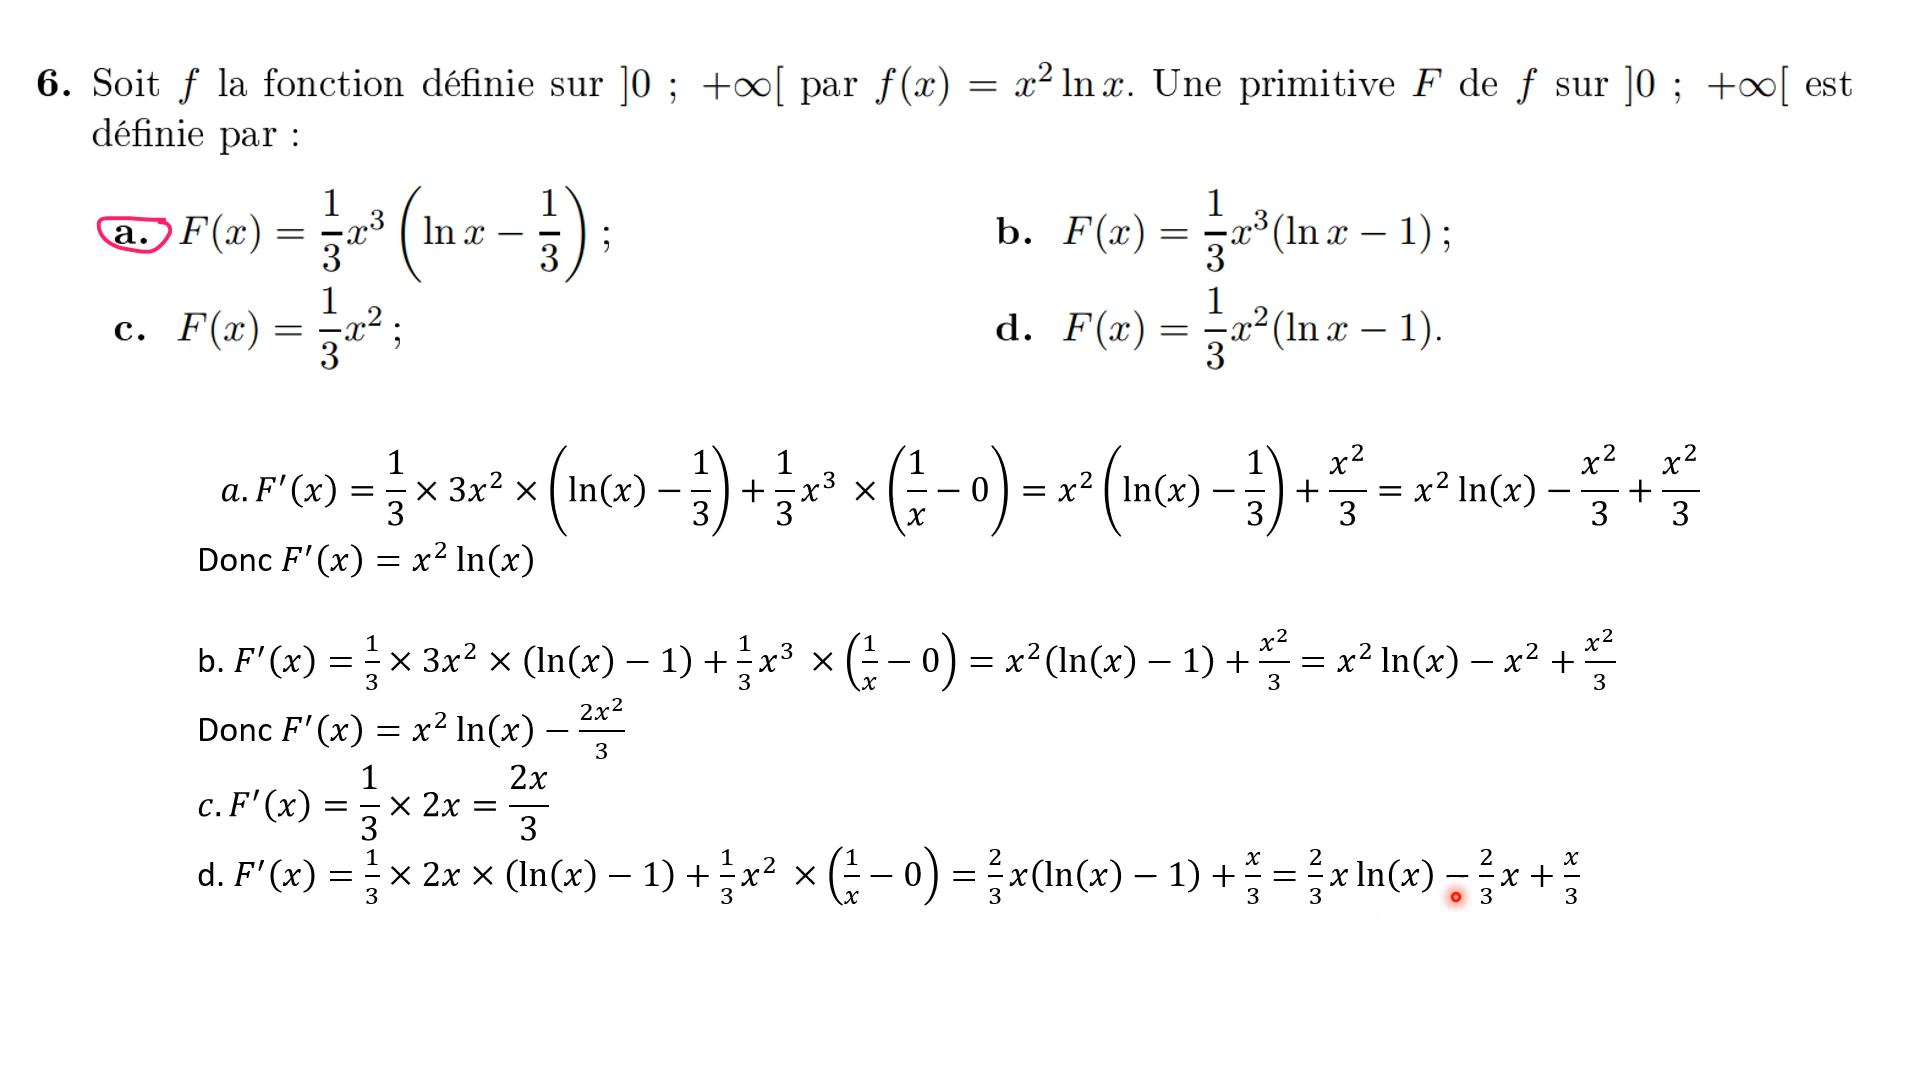 6. Soit f la fonction définie sur ]0 ; +∞[ par f(x) = x² ln x. Une primitive F de f sur ]0 ; +∞[ est
définie par :
a. F(x) = 1/3 x³ (ln x − 1/3) ; b. F(x) = 1/3 x³(ln x − 1) ;
c. F(x) = 1/3 x² ; d. F(x) = 1/3 x²(ln x − 1).
a. F′(x) = 1/3 × 3x² × (ln(x) − 1/3) + 1/3 x³ × (1/x − 0) = x² (ln(x) − 1/3) + x²/3 = x² ln(x) − x²/3 + x²/3
Donc F′(x) = x² ln(x)
b. F′(x) = 1/3 × 3x² × (ln(x) − 1) + 1/3 x³ × (1/x − 0) = x²(ln(x) − 1) + x²/3 = x² ln(x) − x² + x²/3
Donc F′(x) = x² ln(x) − 2x²/3
c. F′(x) = 1/3 × 2x = 2x/3
d. F′(x) = 1/3 × 2x × (ln(x) − 1) + 1/3 x² × (1/x − 0) = 2/3 x(ln(x) − 1) + x/3 = 2/3 x ln(x) − 2/3 x + x/3